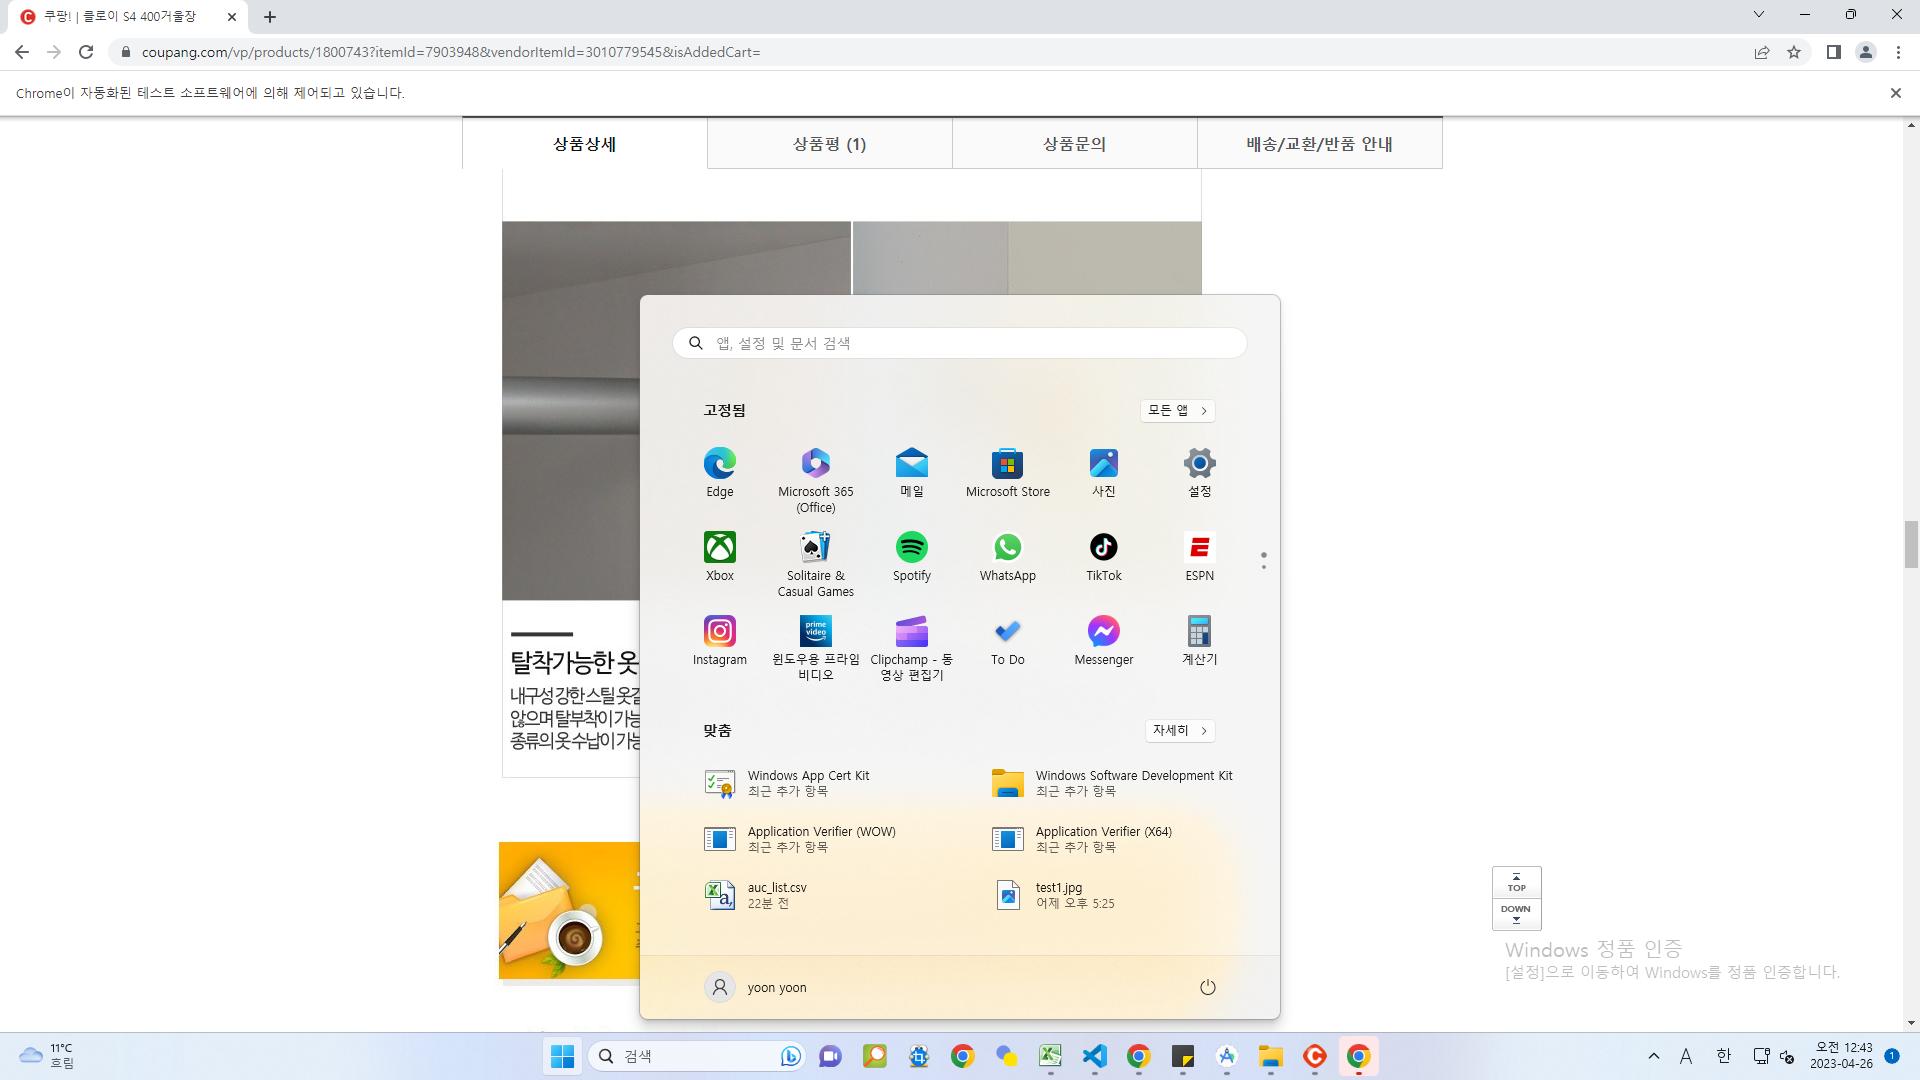 쿠팡! | 클로이 S4 400거울장
coupang.com/vp/products/1800743?itemId=7903948&vendorItemId=3010779545&isAddedCart=
Chrome이 자동화된 테스트 소프트웨어에 의해 제어되고 있습니다.
상품상세
상품평 (1)
상품문의
배송/교환/반품 안내
탈착가능한 옷
내구성 강한 스틸 옷걸
않으며 탈부착이 가능
종류의 옷 수납이 가능
앱, 설정 및 문서 검색
고정됨
모든 앱
Edge
Microsoft 365
(Office)
메일
Microsoft Store
사진
설정
Xbox
Solitaire &
Casual Games
Spotify
WhatsApp
TikTok
ESPN
Instagram
prime
video
윈도우용 프라임
비디오
Clipchamp - 동
영상 편집기
To Do
Messenger
계산기
맞춤
자세히
Windows App Cert Kit
최근 추가 항목
Windows Software Development Kit
최근 추가 항목
Application Verifier (WOW)
최근 추가 항목
Application Verifier (X64)
최근 추가 항목
auc_list.csv
22분 전
test1.jpg
어제 오후 5:25
yoon yoon
TOP
DOWN
Windows 정품 인증
[설정]으로 이동하여 Windows를 정품 인증합니다.
11°C
흐림
검색
A
한
오전 12:43
2023-04-26
1